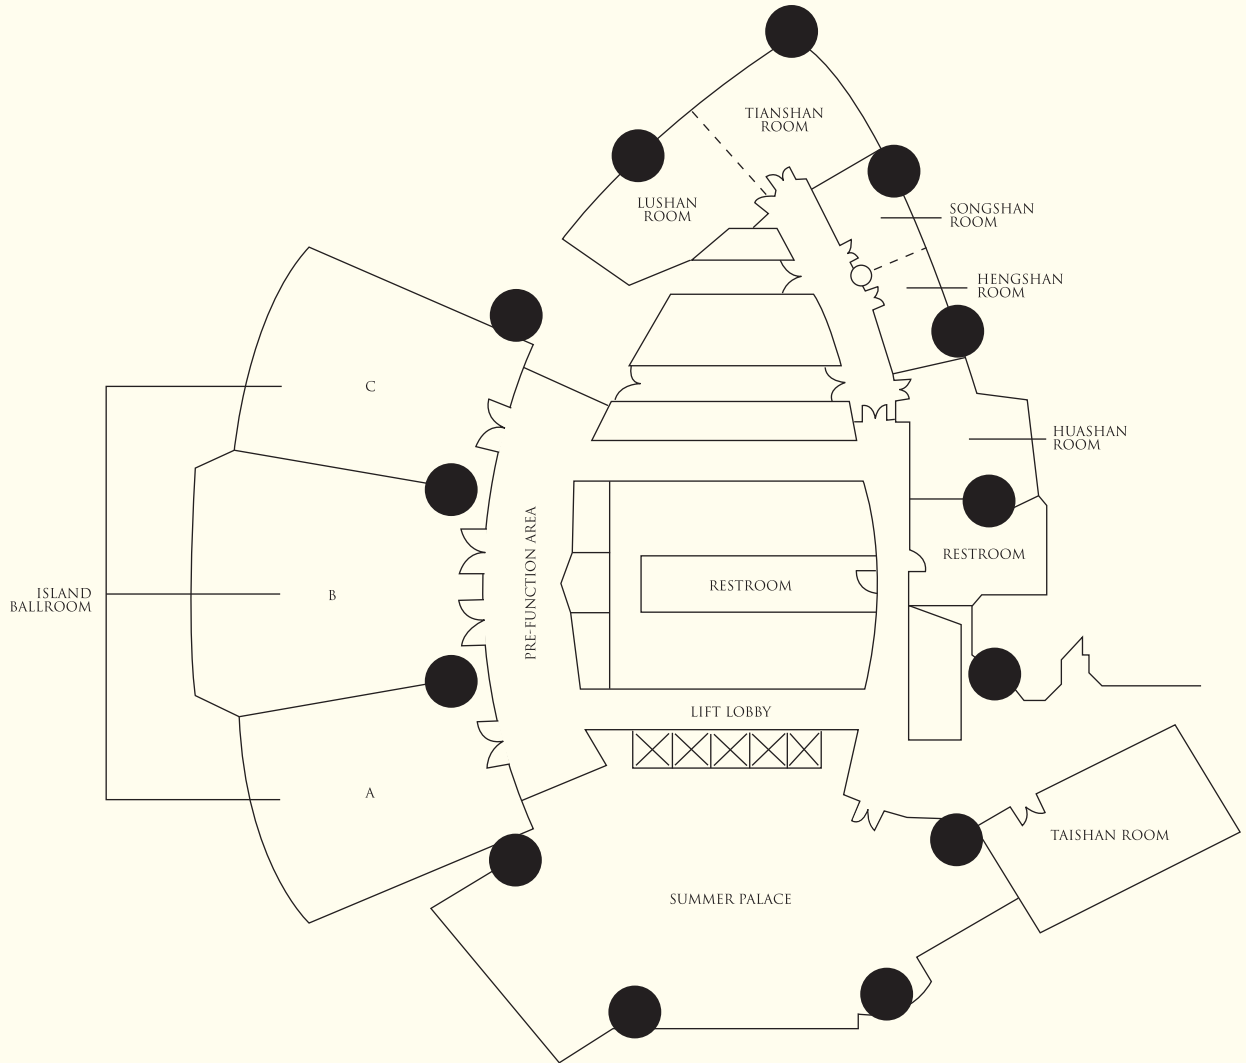 TIANSHAN
ROOM
LUSHAN
ROOM
SONGSHAN
ROOM
HENGSHAN
ROOM
C
HUASHAN
ROOM
PRE-FUNCTION AREA
RESTROOM
RESTROOM
ISLAND
BALLROOM
B
LIFT LOBBY
A
TAISHAN ROOM
SUMMER PALACE